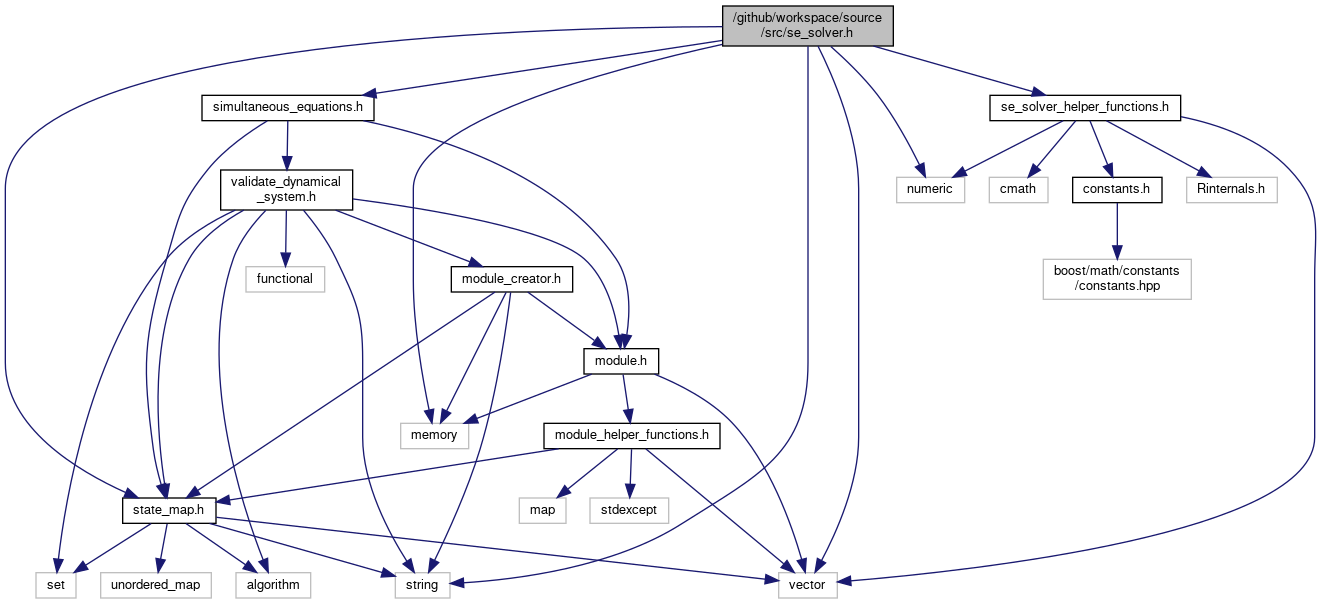 /github/workspace/source
/src/se_solver.h
simultaneous_equations.h
se_solver_helper_functions.h
validate_dynamical
_system.h
numeric
cmath
constants.h
Rinternals.h
functional
module_creator.h
boost/math/constants
/constants.hpp
module.h
memory
module_helper_functions.h
state_map.h
map
stdexcept
set
unordered_map
algorithm
string
vector